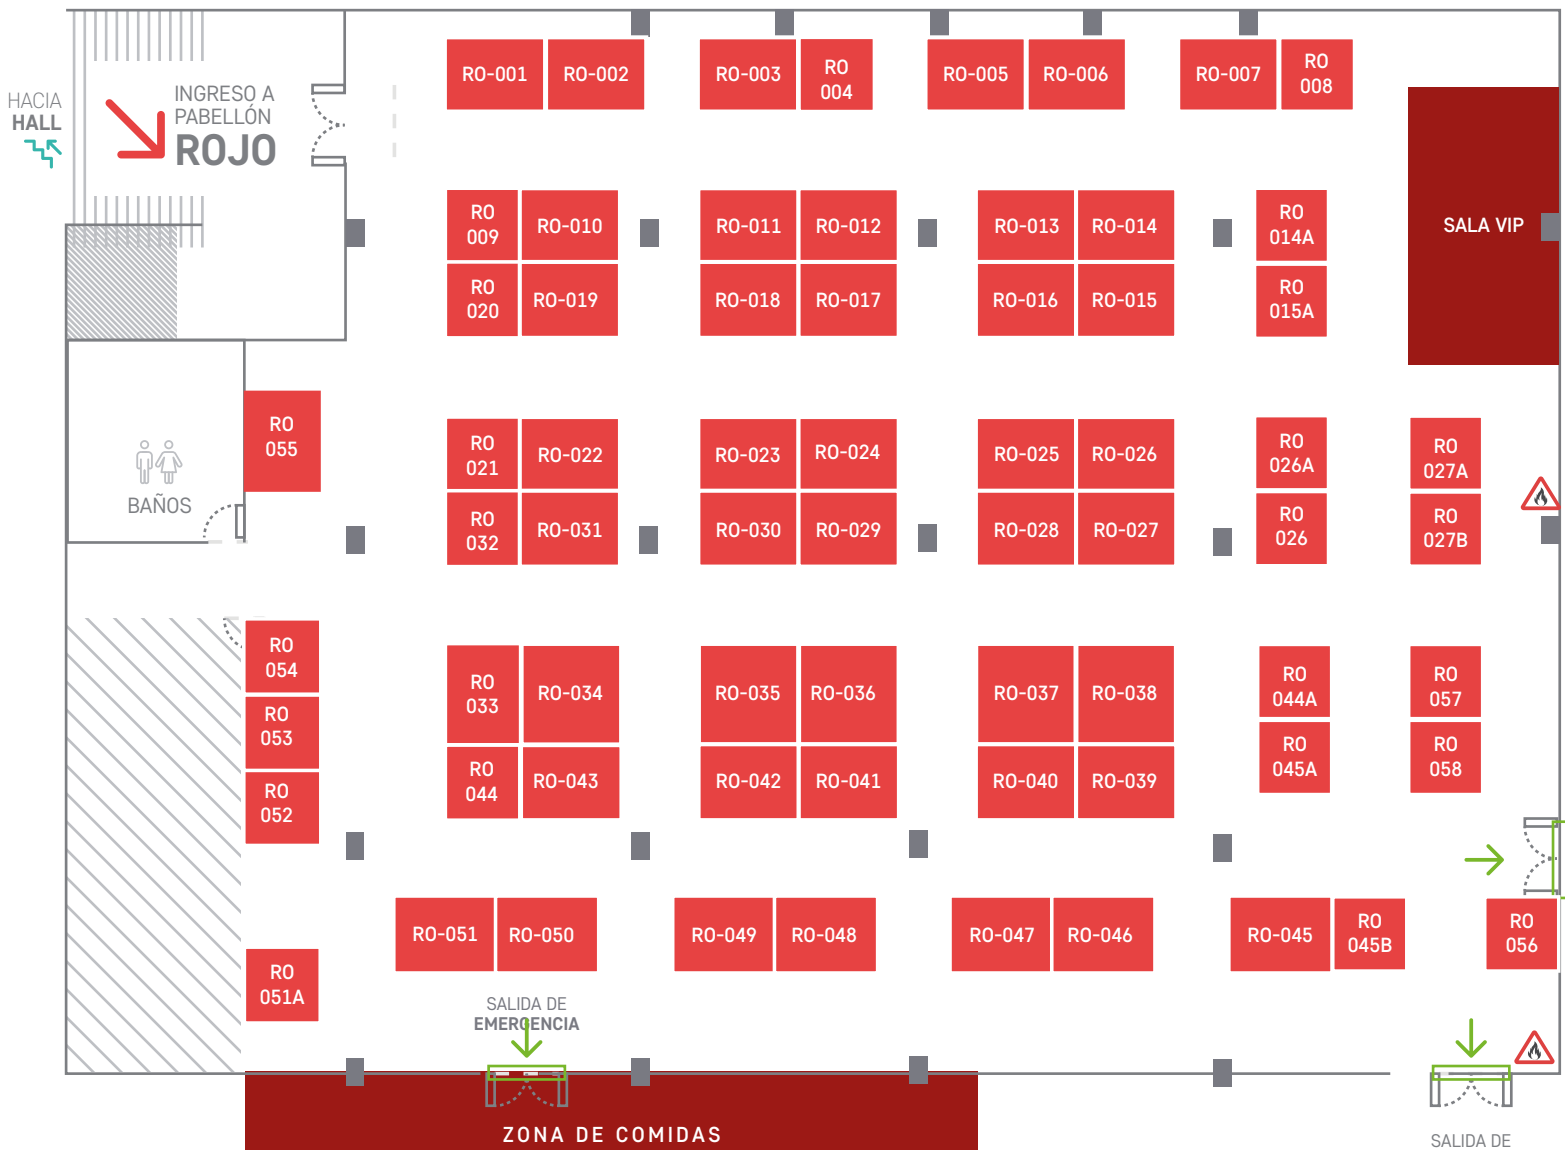 HACIA
HALL
INGRESO A
PABELLÓN
ROJO
RO-001
RO-002
RO-003
RO
004
RO-005
RO-006
RO-007
RO
008
SALA VIP
RO
009
RO-010
RO-011
RO-012
RO-013
RO-014
RO
014A
RO
020
RO-019
RO-018
RO-017
RO-016
RO-015
RO
015A
RO
055
BAÑOS
RO
021
RO-022
RO-023
RO-024
RO-025
RO-026
RO
026A
RO
027A
RO
032
RO-031
RO-030
RO-029
RO-028
RO-027
RO
026
RO
027B
RO
054
RO
053
RO
052
RO
033
RO-034
RO-035
RO-036
RO-037
RO-038
RO
044A
RO
057
RO
044
RO-043
RO-042
RO-041
RO-040
RO-039
RO
045A
RO
058
RO-051
RO-050
RO-049
RO-048
RO-047
RO-046
RO-045
RO
045B
RO
056
RO
051A
SALIDA DE
EMERGENCIA
ZONA DE COMIDAS
SALIDA DE